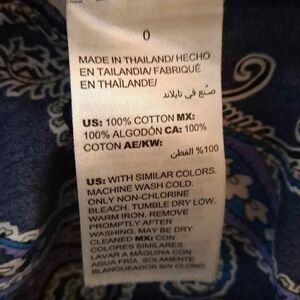 0
MADE IN THAILAND/ HECHO
EN TAILANDIA/ FABRIQUÉ
EN THAÏLANDE/
صنع في تايلاند
US: 100% COTTON MX:
100% ALGODÓN CA: 100%
COTON AE/KW:
100% القطن
US: WITH SIMILAR COLORS.
MACHINE WASH COLD.
ONLY NON-CHLORINE
BLEACH. TUMBLE DRY LOW.
WARM IRON. REMOVE
PROMPTLY AFTER
WASHING. MAY BE DRY
CLEANED MX: CON
COLORES SIMILARES.
LAVAR A MÁQUINA CON
AGUA FRÍA. SOLAMENTE
BLANQUEADOR SIN CLORO.